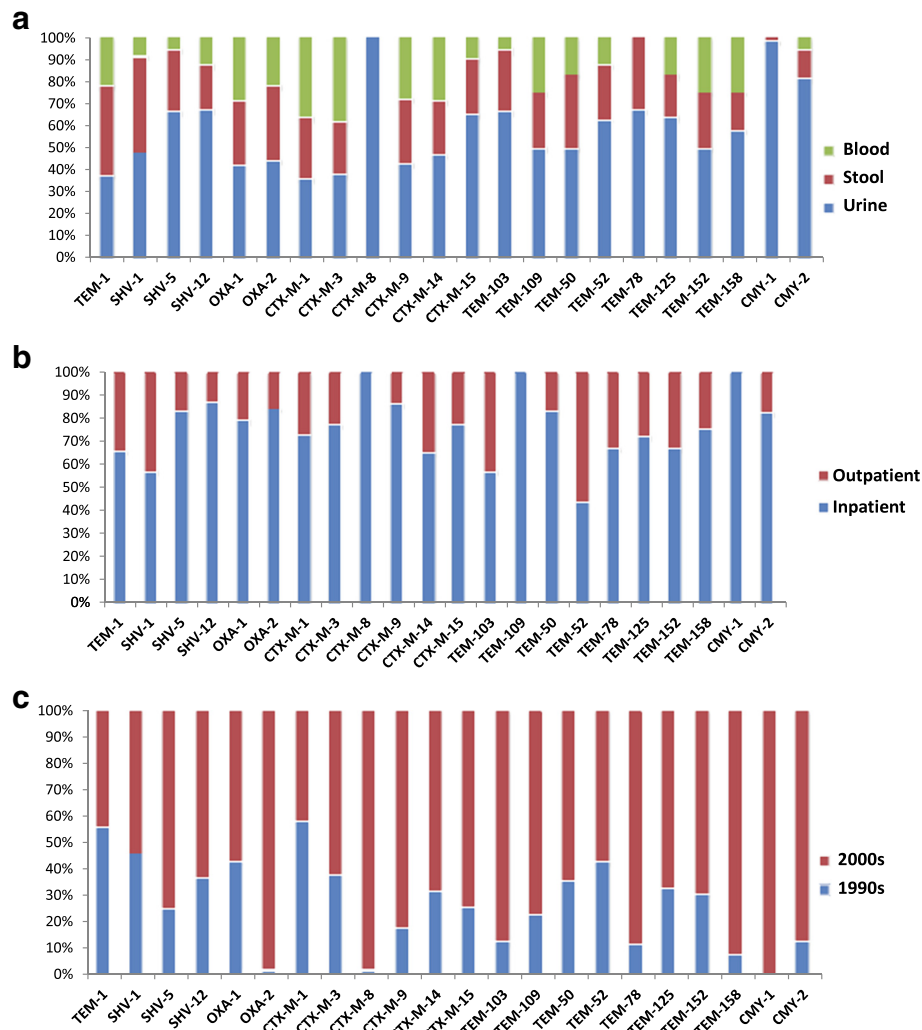 a
100%
90%
80%
70%
60%
50%
40%
30%
20%
10%
0%
TEM-1 SHV-1 SHV-5 SHV-12 OXA-1 OXA-2 CTX-M-1 CTX-M-3 CTX-M-8 CTX-M-9 CTX-M-14 CTX-M-15 TEM-103 TEM-109 TEM-50 TEM-52 TEM-78 TEM-125 TEM-152 TEM-158 CMY-1 CMY-2
Blood
Stool
Urine
b
100%
90%
80%
70%
60%
50%
40%
30%
20%
10%
0%
TEM-1 SHV-1 SHV-5 SHV-12 OXA-1 OXA-2 CTX-M-1 CTX-M-3 CTX-M-8 CTX-M-9 CTX-M-14 CTX-M-15 TEM-103 TEM-109 TEM-50 TEM-52 TEM-78 TEM-125 TEM-152 TEM-158 CMY-1 CMY-2
Outpatient
Inpatient
c
100%
90%
80%
70%
60%
50%
40%
30%
20%
10%
0%
TEM-1 SHV-1 SHV-5 SHV-12 OXA-1 OXA-2 CTX-M-1 CTX-M-3 CTX-M-8 CTX-M-9 CTX-M-14 CTX-M-15 TEM-103 TEM-109 TEM-50 TEM-52 TEM-78 TEM-125 TEM-152 TEM-158 CMY-1 CMY-2
2000s
1990s